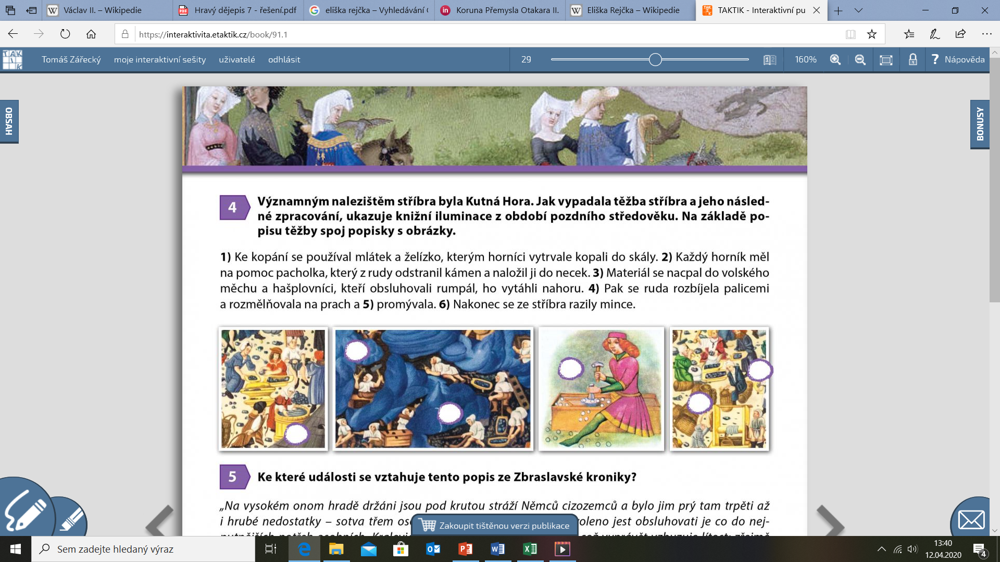 Václav II. – Wikipedie
Hravý dějepis 7 - řešení.pdf
eliška rejčka – Vyhledávání
Koruna Přemysla Otakara II.
Eliška Rejčka – Wikipedie
TAKTIK - Interaktivní pu
https://interaktivita.etaktik.cz/book/91.1
TAKTIK
Tomáš Zářecký moje interaktivní sešity uživatelé odhlásit
29
160%
? Nápověda
OBSAH
BONUSY
4 Významným nalezištěm stříbra byla Kutná Hora. Jak vypadala těžba stříbra a jeho násled-
né zpracování, ukazuje knižní iluminace z období pozdního středověku. Na základě po-
pisu těžby spoj popisky s obrázky.
1) Ke kopání se používal mlátek a želízko, kterým horníci vytrvale kopali do skály. 2) Každý horník měl
na pomoc pacholka, který z rudy odstranil kámen a naložil ji do necek. 3) Materiál se nacpal do volského
měchu a hašplovníci, kteří obsluhovali rumpál, ho vytáhli nahoru. 4) Pak se ruda rozbíjela palicemi
a rozmělňovala na prach a 5) promývala. 6) Nakonec se ze stříbra razily mince.
5 Ke které události se vztahuje tento popis ze Zbraslavské kroniky?
„Na vysokém onom hradě držáni jsou pod krutou stráží Němců cizozemců a bylo jim prý tam trpěti až
i hrubé nedostatky – sotva třem voleno jest obsluhovati je co do nej-
Zakoupit tištěnou verzi publikace
Sem zadejte hledaný výraz
13:40
12.04.2020
4